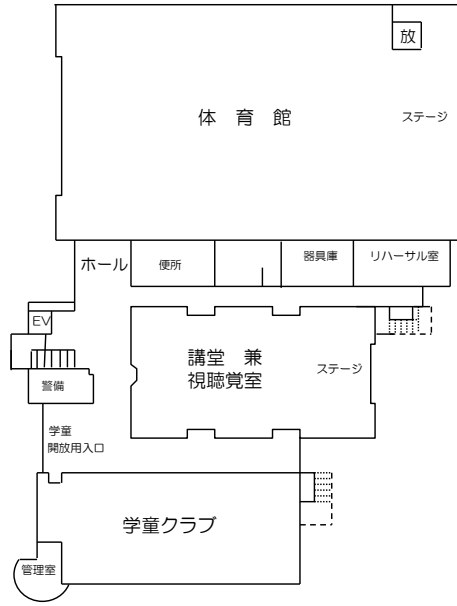 放
体 育 館
ステージ
ホール
便所
器具庫
リハーサル室
EV
講堂 兼
視聴覚室
ステージ
警備
学童
開放用入口
学童クラブ
管理室